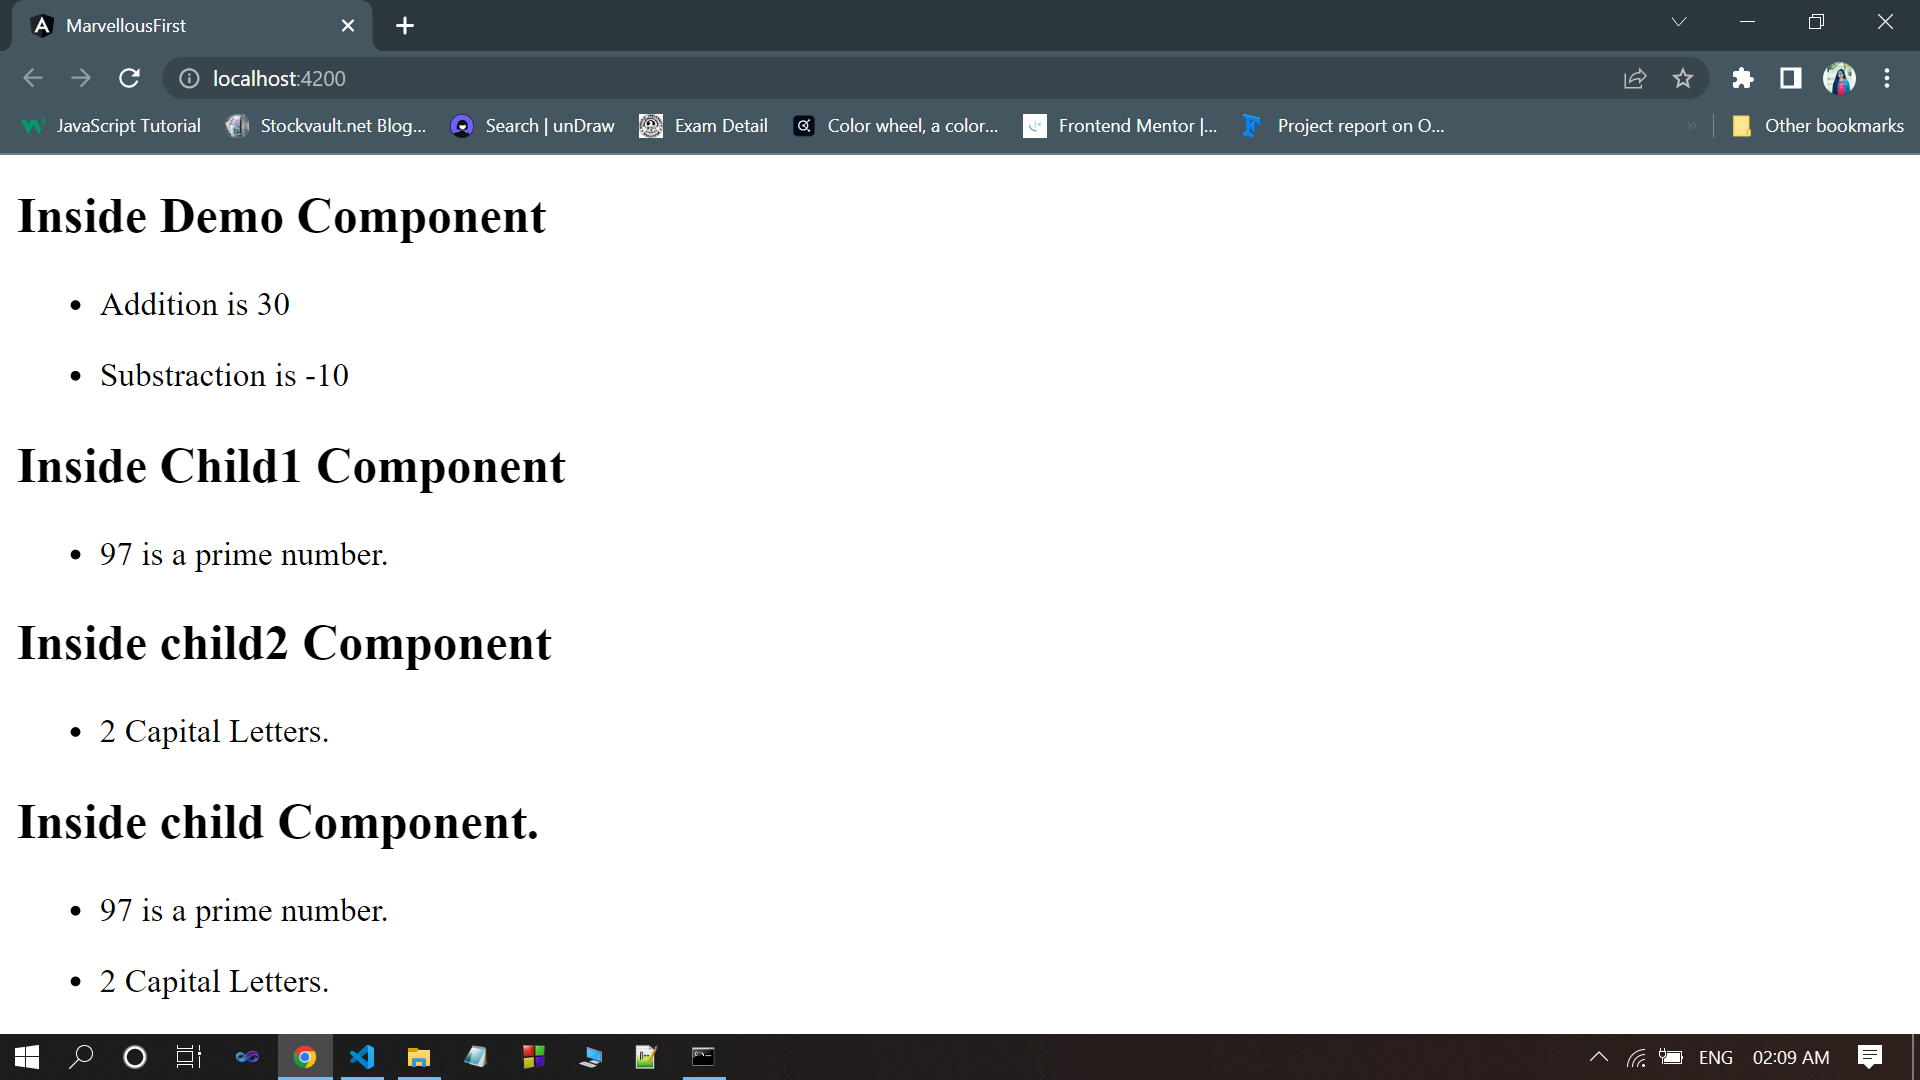 MarvellousFirst
localhost:4200
JavaScript Tutorial
Stockvault.net Blog...
Search | unDraw
Exam Detail
Color wheel, a color...
Frontend Mentor |...
Project report on O...
Other bookmarks
Inside Demo Component
Addition is 30
Substraction is -10
Inside Child1 Component
97 is a prime number.
Inside child2 Component
2 Capital Letters.
Inside child Component.
97 is a prime number.
2 Capital Letters.
ENG 02:09 AM